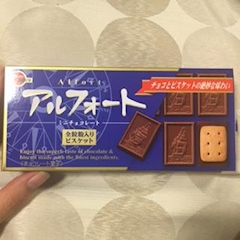 Alfort
チョコとビスケットの絶妙な味わい
アルフォート
ミニチョコレート
全粒粉入り
ビスケット
Enjoy the superb taste of chocolate &
biscuit made with the finest ingredients.